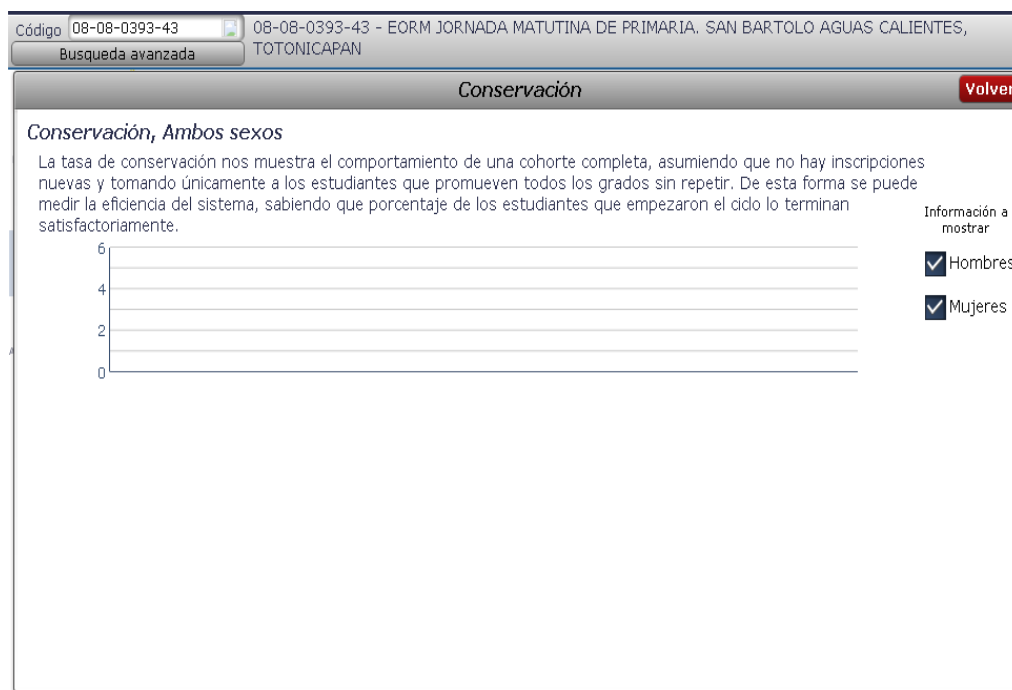 Código 08-08-0393-43
Busqueda avanzada
08-08-0393-43 - EORM JORNADA MATUTINA DE PRIMARIA. SAN BARTOLO AGUAS CALIENTES,
TOTONICAPAN
Conservación
Volver
Conservación, Ambos sexos
La tasa de conservación nos muestra el comportamiento de una cohorte completa, asumiendo que no hay inscripciones
nuevas y tomando únicamente a los estudiantes que promueven todos los grados sin repetir. De esta forma se puede
medir la eficiencia del sistema, sabiendo que porcentaje de los estudiantes que empezaron el ciclo lo terminan
satisfactoriamente.
Información a
mostrar
Hombres
Mujeres
6
4
2
0